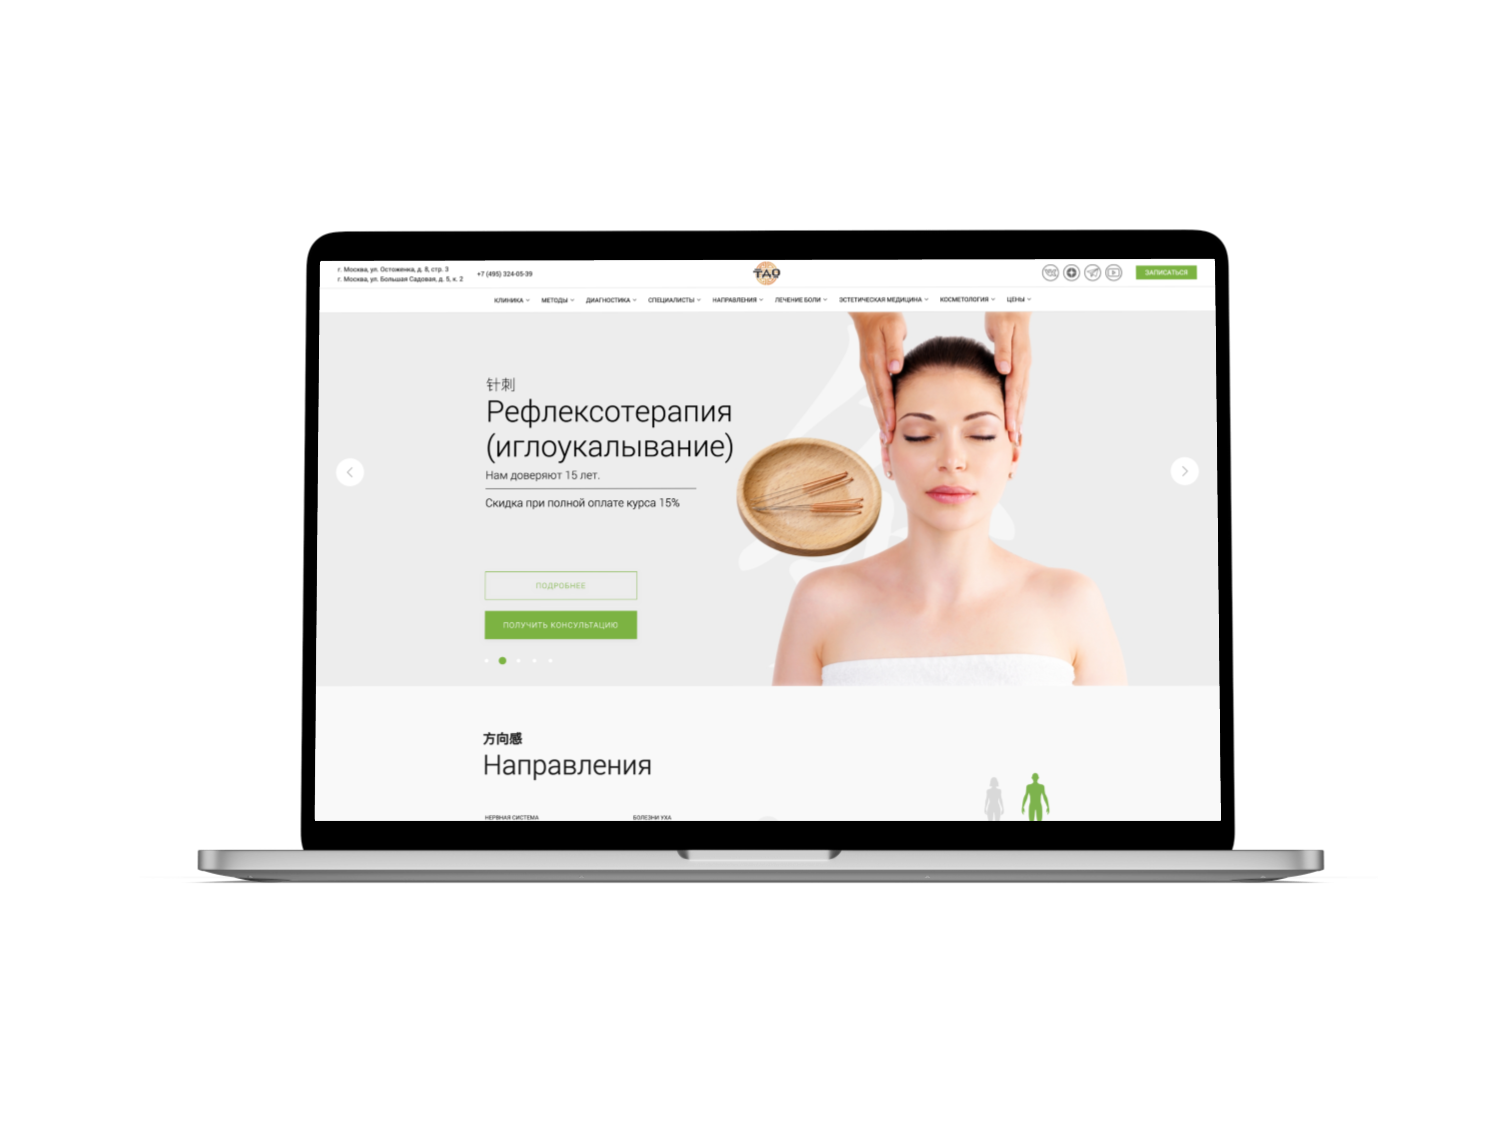 г. Москва, ул. Остоженка, д. 8, стр. 3
г. Москва, ул. Большая Садовая, д. 5, к. 2
+7 (495) 324-05-39
ТАО
ЗАПИСАТЬСЯ
КЛИНИКА МЕТОДЫ ДИАГНОСТИКА СПЕЦИАЛИСТЫ НАПРАВЛЕНИЯ ЛЕЧЕНИЕ БОЛИ ЭСТЕТИЧЕСКАЯ МЕДИЦИНА КОСМЕТОЛОГИЯ ЦЕНЫ
针刺
Рефлексотерапия
(иглоукалывание)
Нам доверяют 15 лет.
Скидка при полной оплате курса 15%
ПОДРОБНЕЕ
ПОЛУЧИТЬ КОНСУЛЬТАЦИЮ
方向感
Направления
НЕРВНАЯ СИСТЕМА
БОЛЕЗНИ УХА